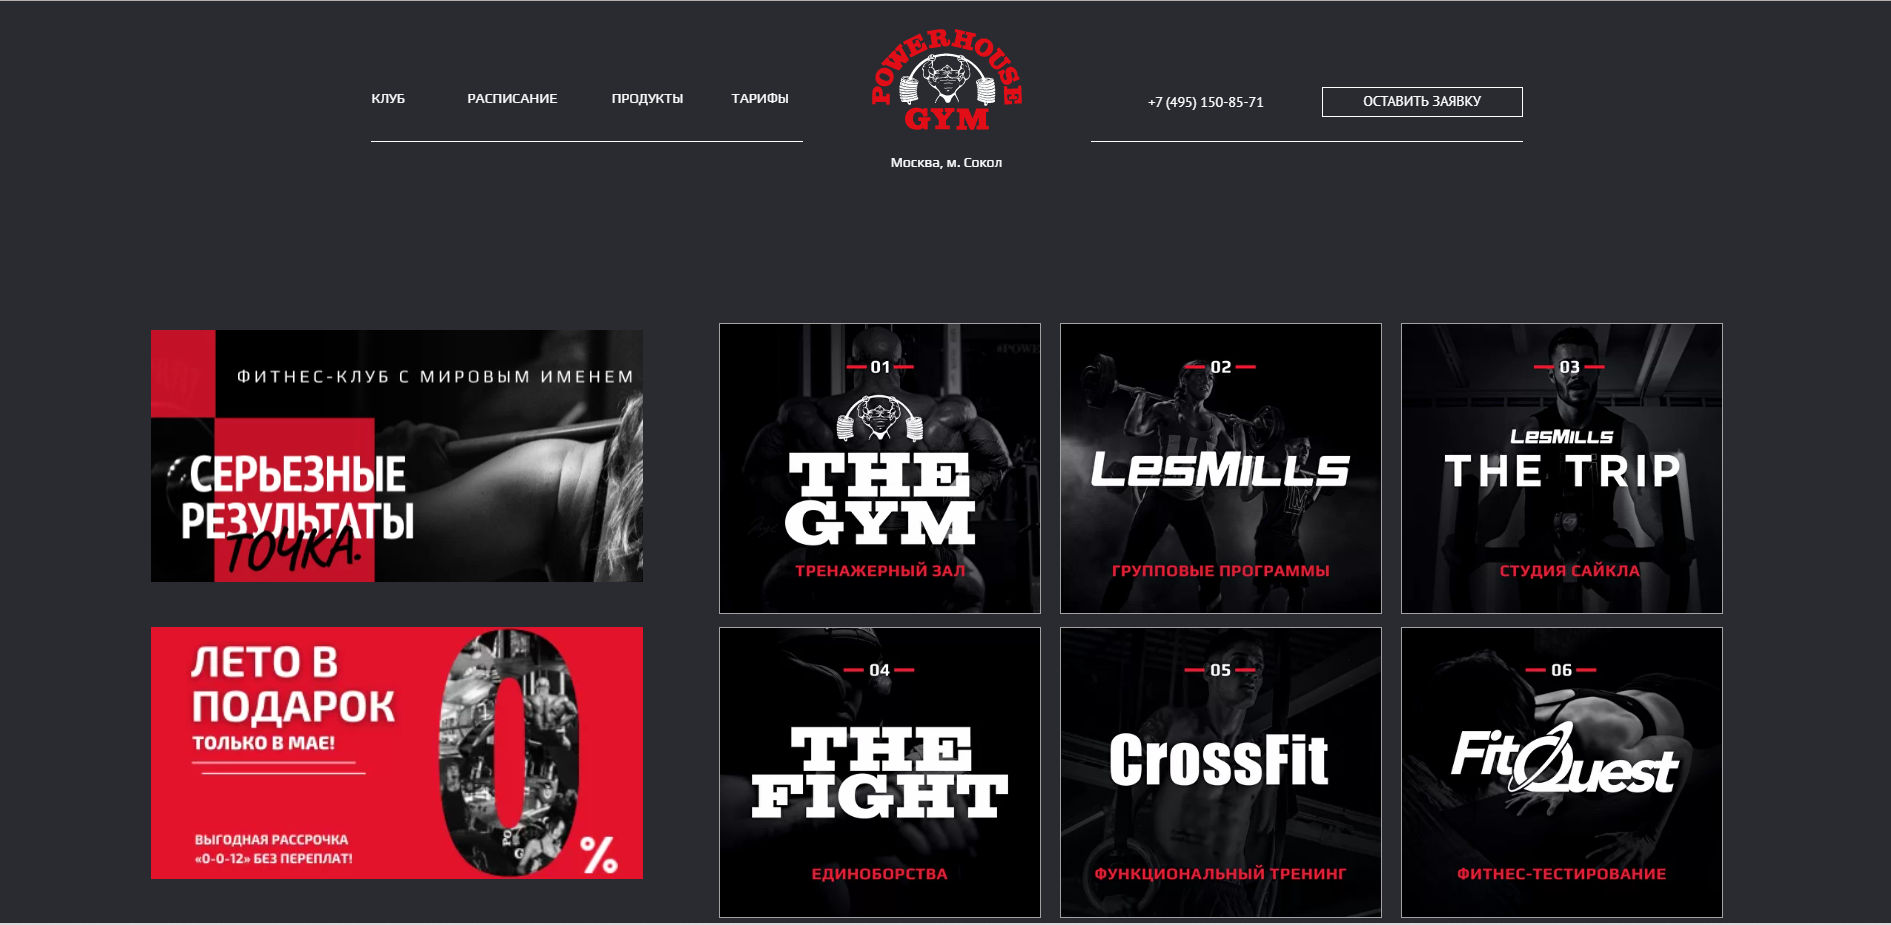 КЛУБ
РАСПИСАНИЕ
ПРОДУКТЫ
ТАРИФЫ
POWERHOUSE
GYM
Москва, м. Сокол
+7 (495) 150-85-71
ОСТАВИТЬ ЗАЯВКУ
ФИТНЕС-КЛУБ С МИРОВЫМ ИМЕНЕМ
СЕРЬЕЗНЫЕ
РЕЗУЛЬТАТЫ
ТОЧКА.
ЛЕТО В
ПОДАРОК
ТОЛЬКО В МАЕ!
0%
ВЫГОДНАЯ РАССРОЧКА
«0-0-12» БЕЗ ПЕРЕПЛАТ!
01
THE
GYM
ТРЕНАЖЕРНЫЙ ЗАЛ
02
LESMILLS
ГРУППОВЫЕ ПРОГРАММЫ
03
LESMILLS
THE TRIP
СТУДИЯ САЙКЛА
04
THE
FIGHT
ЕДИНОБОРСТВА
05
CrossFit
ФУНКЦИОНАЛЬНЫЙ ТРЕНИНГ
06
FitQuest
ФИТНЕС-ТЕСТИРОВАНИЕ